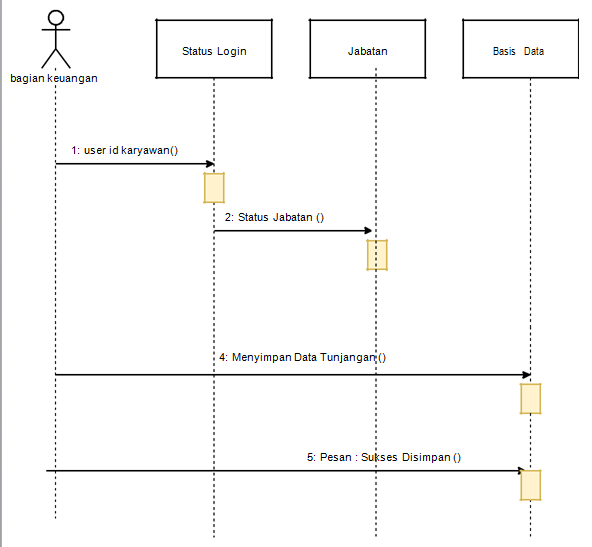 Status Login
Jabatan
Basis Data
bagian keuangan
1: user id karyawan()
2: Status Jabatan ()
4: Menyimpan Data Tunjangan ()
5: Pesan : Sukses Disimpan ()